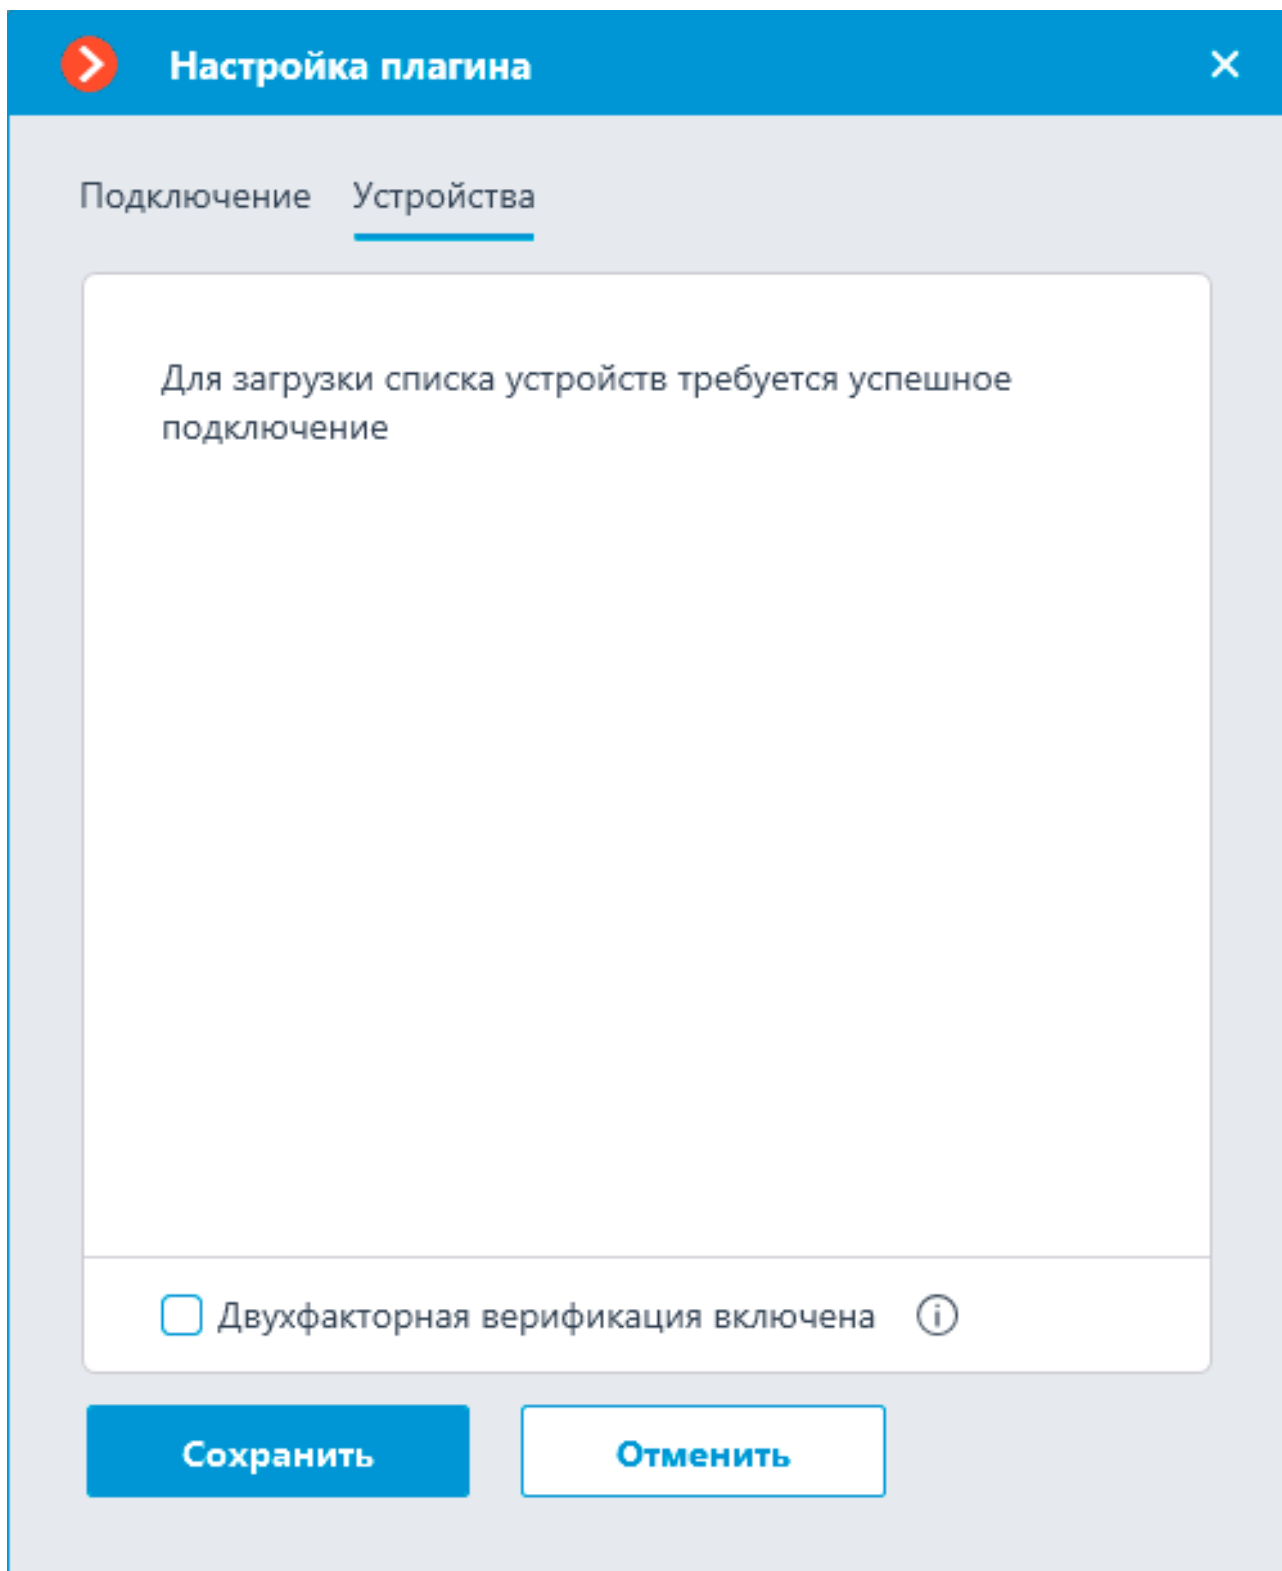 Настройка плагина
Подключение Устройства
Для загрузки списка устройств требуется успешное
подключение
Двухфакторная верификация включена
Сохранить Отменить